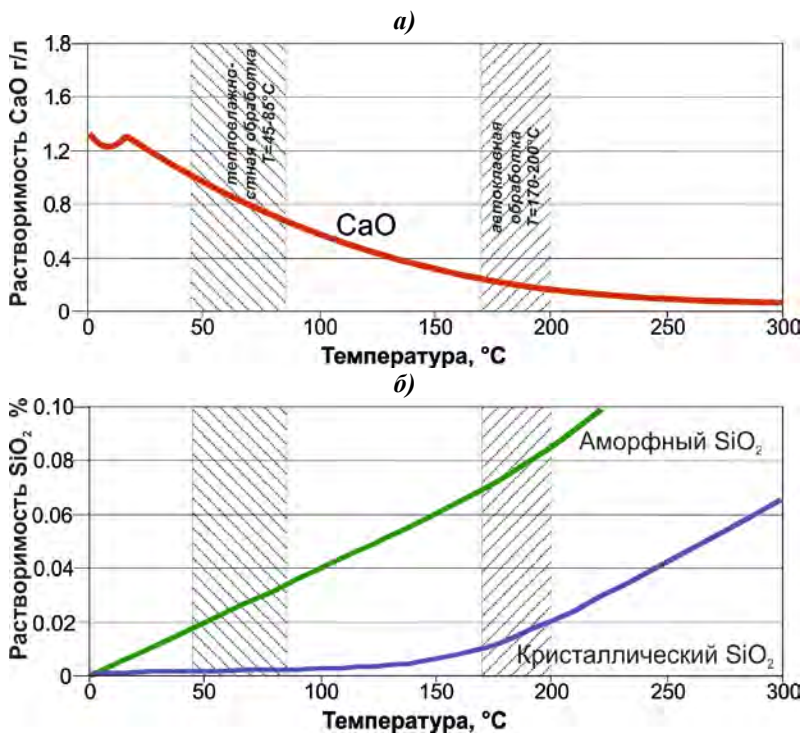 а)
Растворимость CaO г/л
1.8
1.6
1.2
0.8
0.4
0
тепловлажно-
стная обработка
T=45-85°C
автоклавная
обработка
T=170-200°C
CaO
0
50
100
150
200
250
300
Температура, °C
б)
Растворимость SiO₂ %
0.10
0.08
0.06
0.04
0.02
0
Аморфный SiO₂
Кристаллический SiO₂
0
50
100
150
200
250
300
Температура, °C